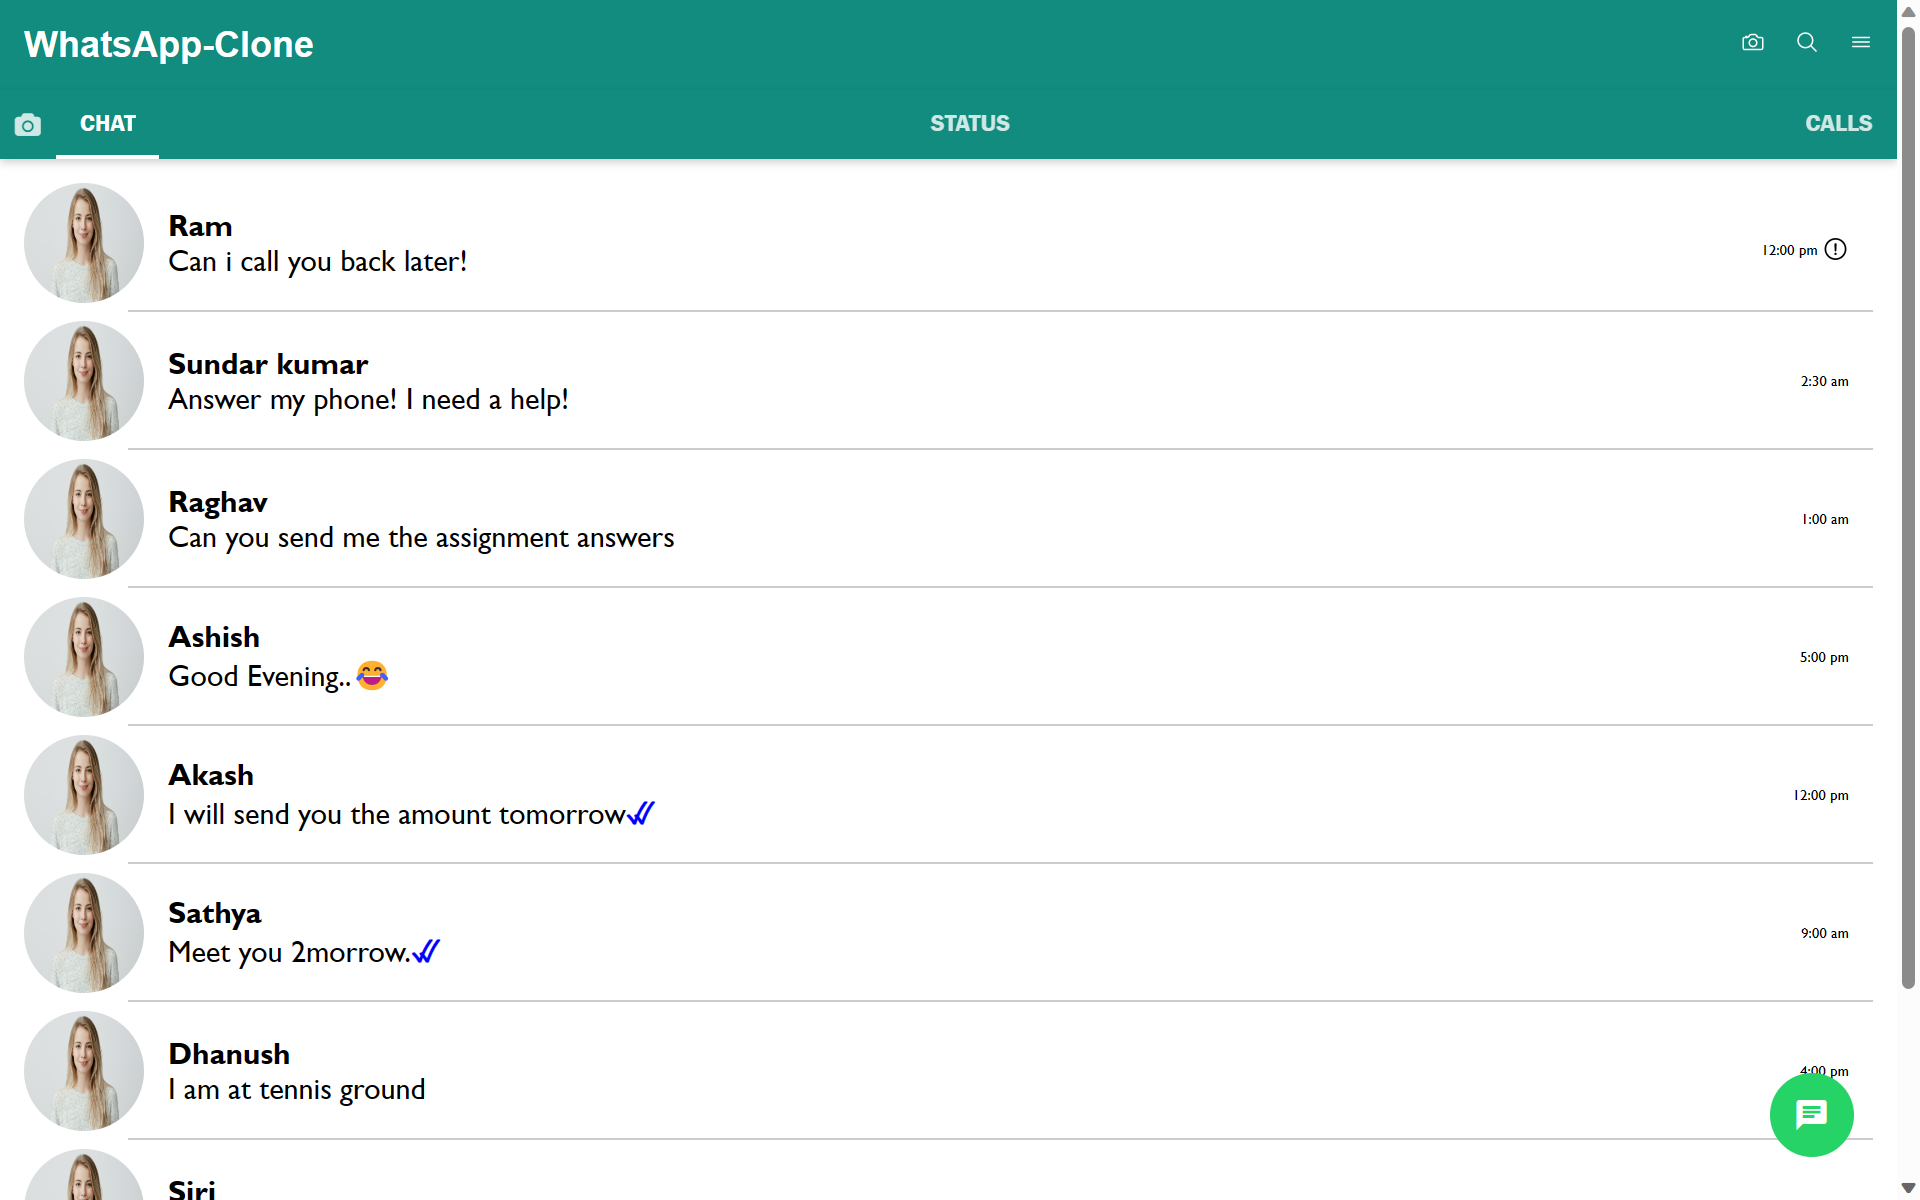 WhatsApp-Clone
CHAT
STATUS
CALLS
Ram
Can i call you back later!
12:00 pm
Sundar kumar
Answer my phone! I need a help!
2:30 am
Raghav
Can you send me the assignment answers
1:00 am
Ashish
Good Evening..😂
5:00 pm
Akash
I will send you the amount tomorrow
12:00 pm
Sathya
Meet you 2morrow.
9:00 am
Dhanush
I am at tennis ground
4:00 pm
Siri